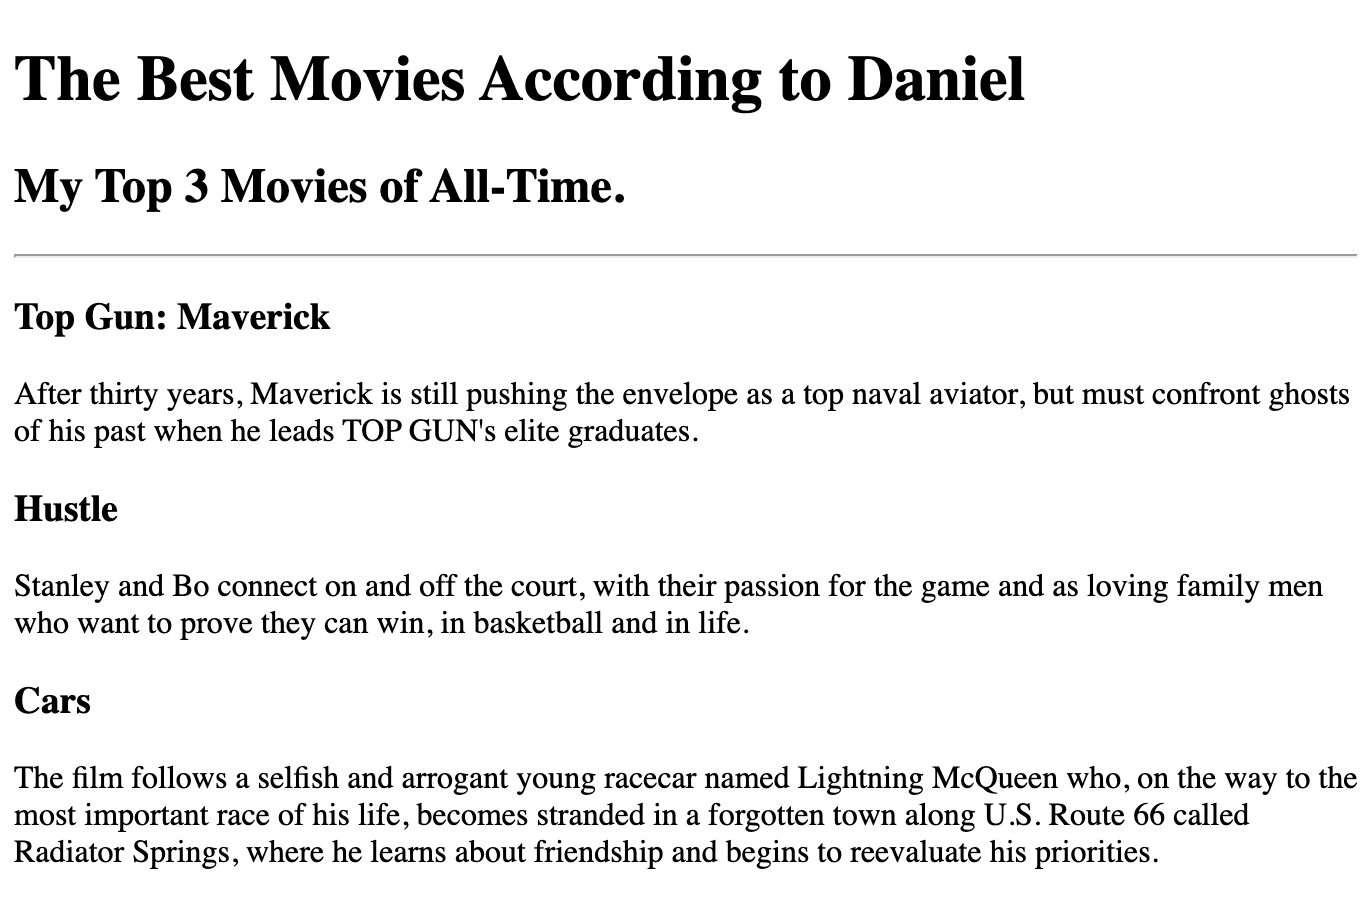 The Best Movies According to Daniel
My Top 3 Movies of All-Time.
Top Gun: Maverick
After thirty years, Maverick is still pushing the envelope as a top naval aviator, but must confront ghosts
of his past when he leads TOP GUN's elite graduates.
Hustle
Stanley and Bo connect on and off the court, with their passion for the game and as loving family men
who want to prove they can win, in basketball and in life.
Cars
The film follows a selfish and arrogant young racecar named Lightning McQueen who, on the way to the
most important race of his life, becomes stranded in a forgotten town along U.S. Route 66 called
Radiator Springs, where he learns about friendship and begins to reevaluate his priorities.